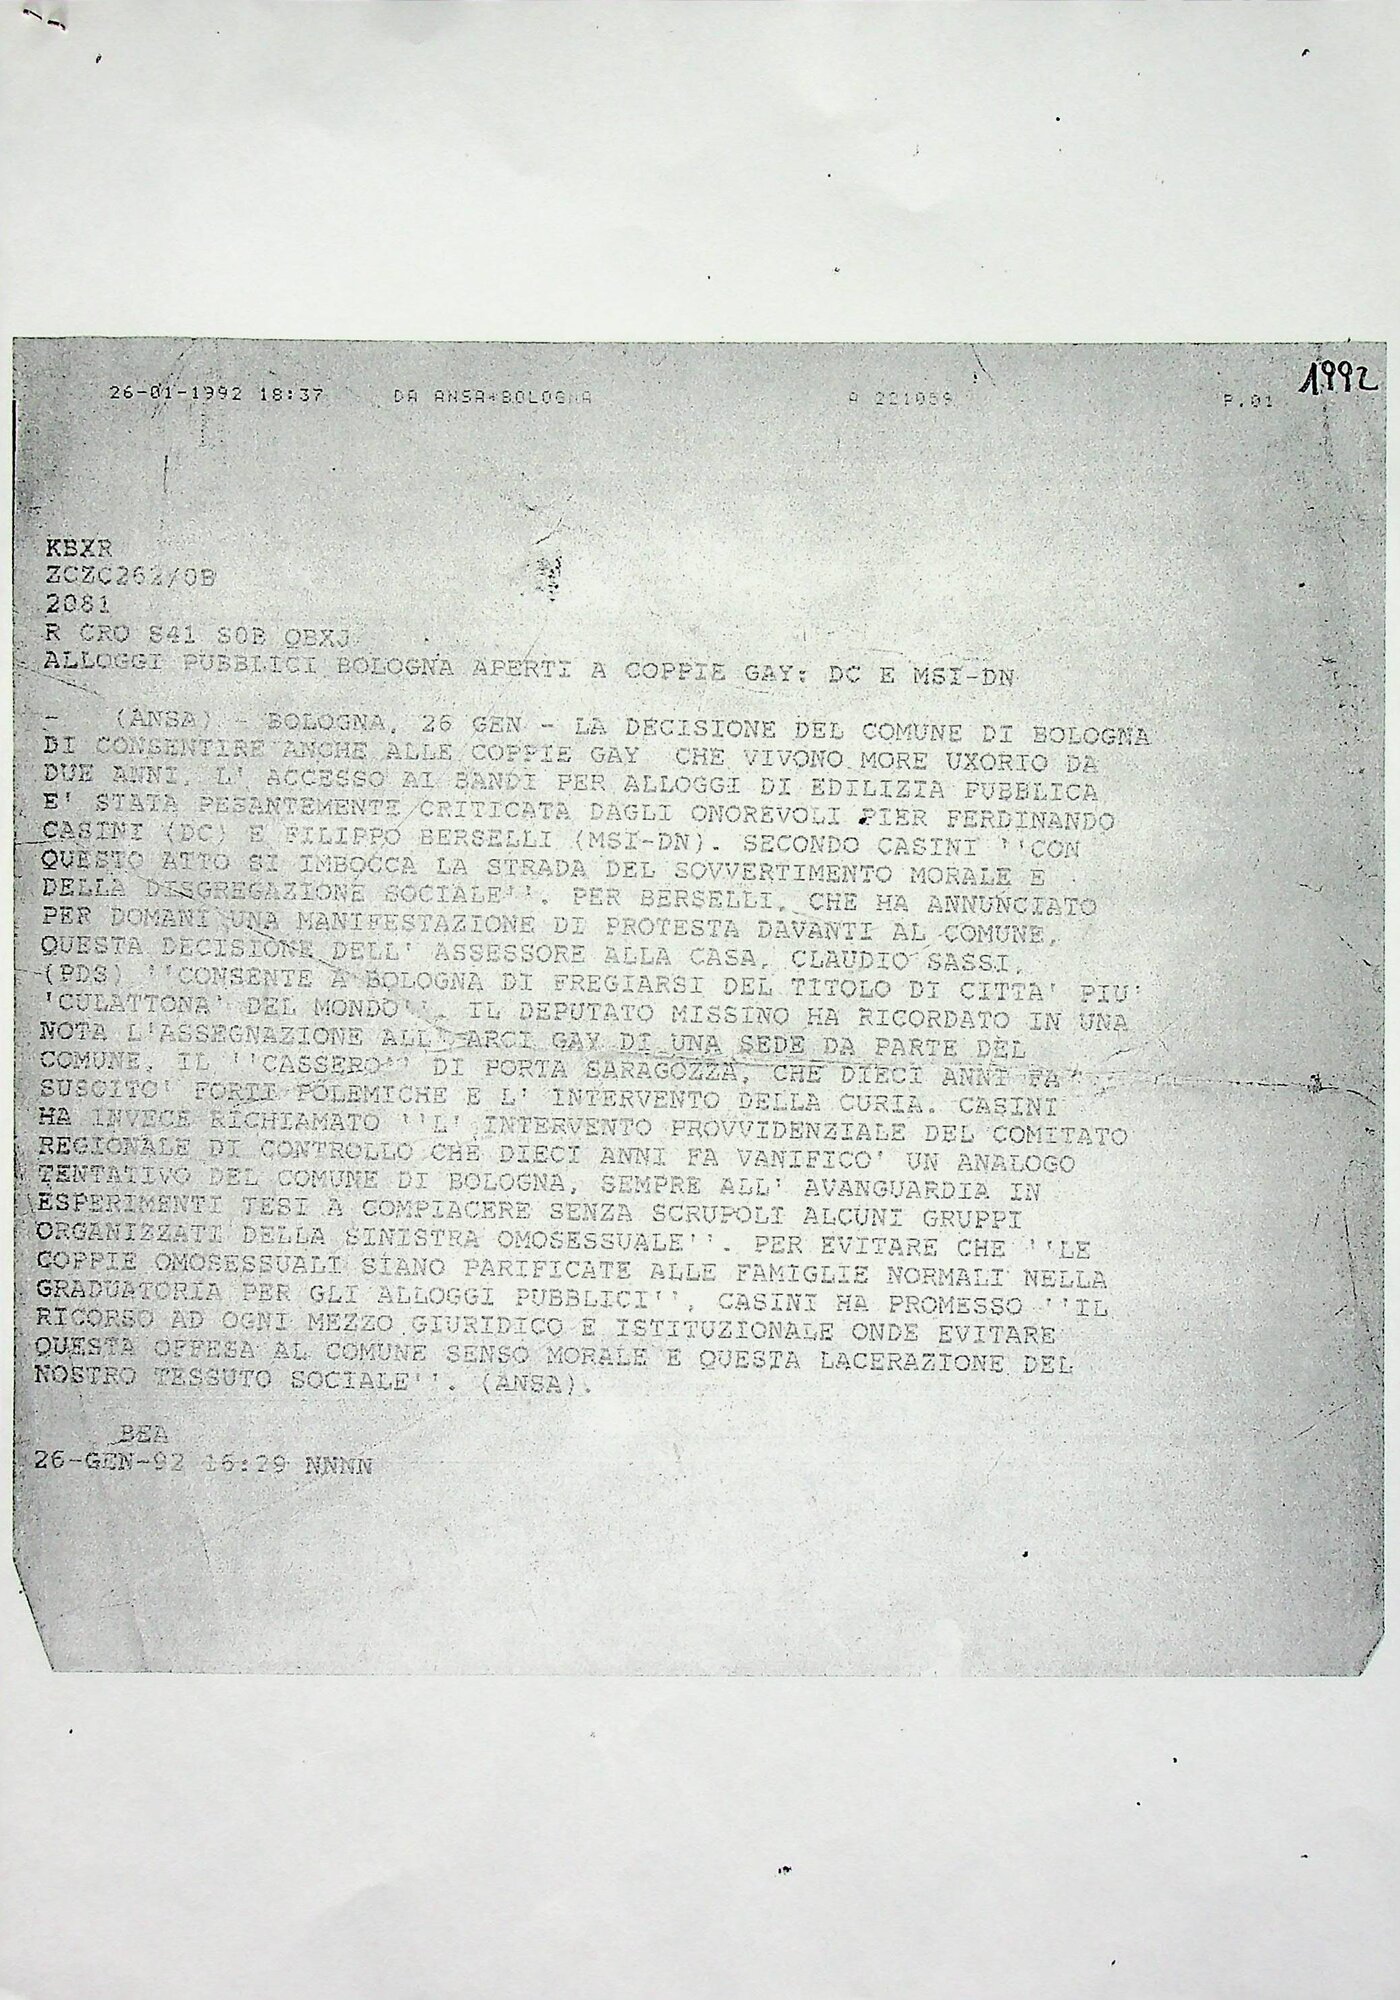 1992
26-01-1992 18:37 DA ANSA*BOLOGNA A 221059 P.01
KBXR
ZCZC262/0B
2081
R CRO S41 S0B QBXJ
ALLOGGI PUBBLICI BOLOGNA APERTI A COPPIE GAY: DC E MSI-DN
- (ANSA) - BOLOGNA, 26 GEN - LA DECISIONE DEL COMUNE DI BOLOGNA
DI CONSENTIRE ANCHE ALLE COPPIE GAY CHE VIVONO MORE UXORIO DA
DUE ANNI, L' ACCESSO AI BANDI PER ALLOGGI DI EDILIZIA PUBBLICA
E' STATA PESANTEMENTE CRITICATA DAGLI ONOREVOLI PIER FERDINANDO
CASINI (DC) E FILIPPO BERSELLI (MSI-DN). SECONDO CASINI ''CON
QUESTO ATTO SI IMBOCCA LA STRADA DEL SOVVERTIMENTO MORALE E
DELLA DISGREGAZIONE SOCIALE''. PER BERSELLI, CHE HA ANNUNCIATO
PER DOMANI UNA MANIFESTAZIONE DI PROTESTA DAVANTI AL COMUNE,
QUESTA DECISIONE DELL' ASSESSORE ALLA CASA, CLAUDIO SASSI,
(PDS) ''CONSENTE A BOLOGNA DI FREGIARSI DEL TITOLO DI CITTA' PIU'
'CULATTONA' DEL MONDO''. IL DEPUTATO MISSINO HA RICORDATO IN UNA
NOTA L'ASSEGNAZIONE ALL' ARCI GAY DI UNA SEDE DA PARTE DEL
COMUNE, IL ''CASSERO'' DI PORTA SARAGOZZA, CHE DIECI ANNI FA
SUSCITO' FORTI POLEMICHE E L' INTERVENTO DELLA CURIA. CASINI
HA INVECE RICHIAMATO ''L' INTERVENTO PROVVIDENZIALE DEL COMITATO
REGIONALE DI CONTROLLO CHE DIECI ANNI FA VANIFICO' UN ANALOGO
TENTATIVO DEL COMUNE DI BOLOGNA, SEMPRE ALL' AVANGUARDIA IN
ESPERIMENTI TESI A COMPIACERE SENZA SCRUPOLI ALCUNI GRUPPI
ORGANIZZATI DELLA SINISTRA OMOSESSUALE''. PER EVITARE CHE ''LE
COPPIE OMOSESSUALI SIANO PARIFICATE ALLE FAMIGLIE NORMALI NELLA
GRADUATORIA PER GLI ALLOGGI PUBBLICI'', CASINI HA PROMESSO ''IL
RICORSO AD OGNI MEZZO GIURIDICO E ISTITUZIONALE ONDE EVITARE
QUESTA OFFESA AL COMUNE SENSO MORALE E QUESTA LACERAZIONE DEL
NOSTRO TESSUTO SOCIALE''. (ANSA).
BEA
26-GEN-92 16:29 NNNN